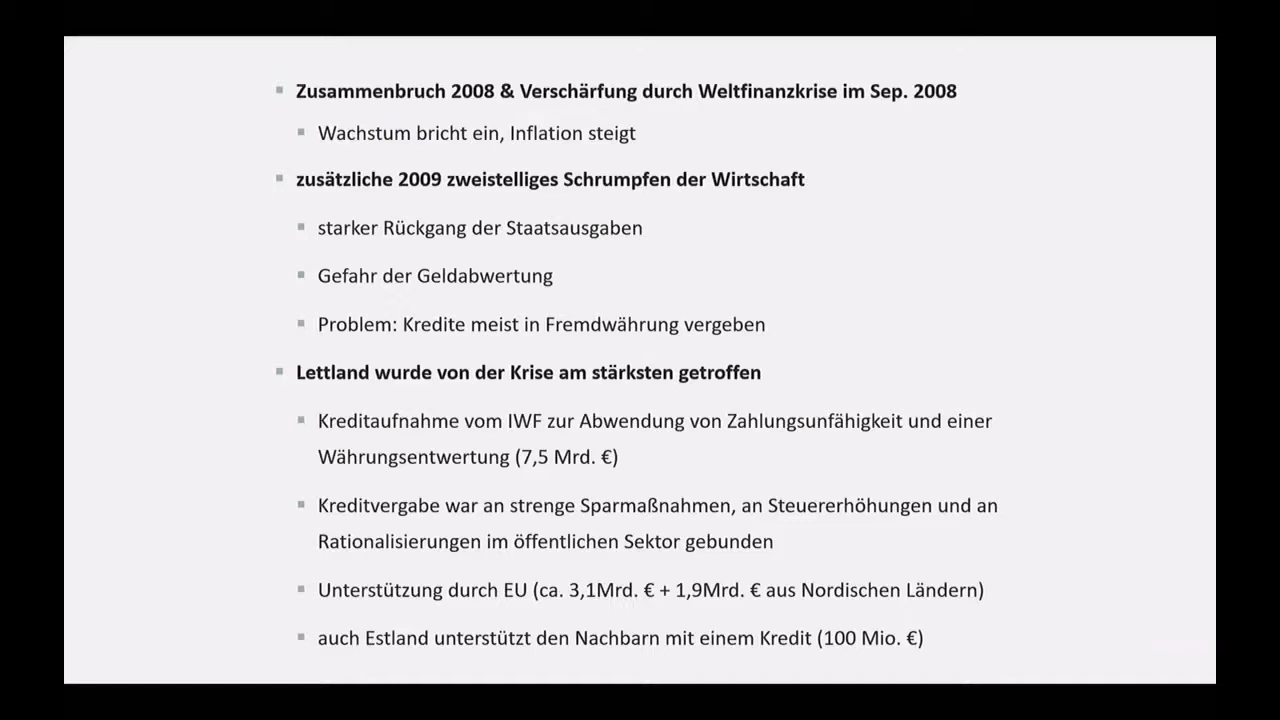 Zusammenbruch 2008 & Verschärfung durch Weltfinanzkrise im Sep. 2008
Wachstum bricht ein, Inflation steigt
zusätzliche 2009 zweistelliges Schrumpfen der Wirtschaft
starker Rückgang der Staatsausgaben
Gefahr der Geldabwertung
Problem: Kredite meist in Fremdwährung vergeben
Lettland wurde von der Krise am stärksten getroffen
Kreditaufnahme vom IWF zur Abwendung von Zahlungsunfähigkeit und einer
Währungsentwertung (7,5 Mrd. €)
Kreditvergabe war an strenge Sparmaßnahmen, an Steuererhöhungen und an
Rationalisierungen im öffentlichen Sektor gebunden
Unterstützung durch EU (ca. 3,1Mrd. € + 1,9Mrd. € aus Nordischen Ländern)
auch Estland unterstützt den Nachbarn mit einem Kredit (100 Mio. €)